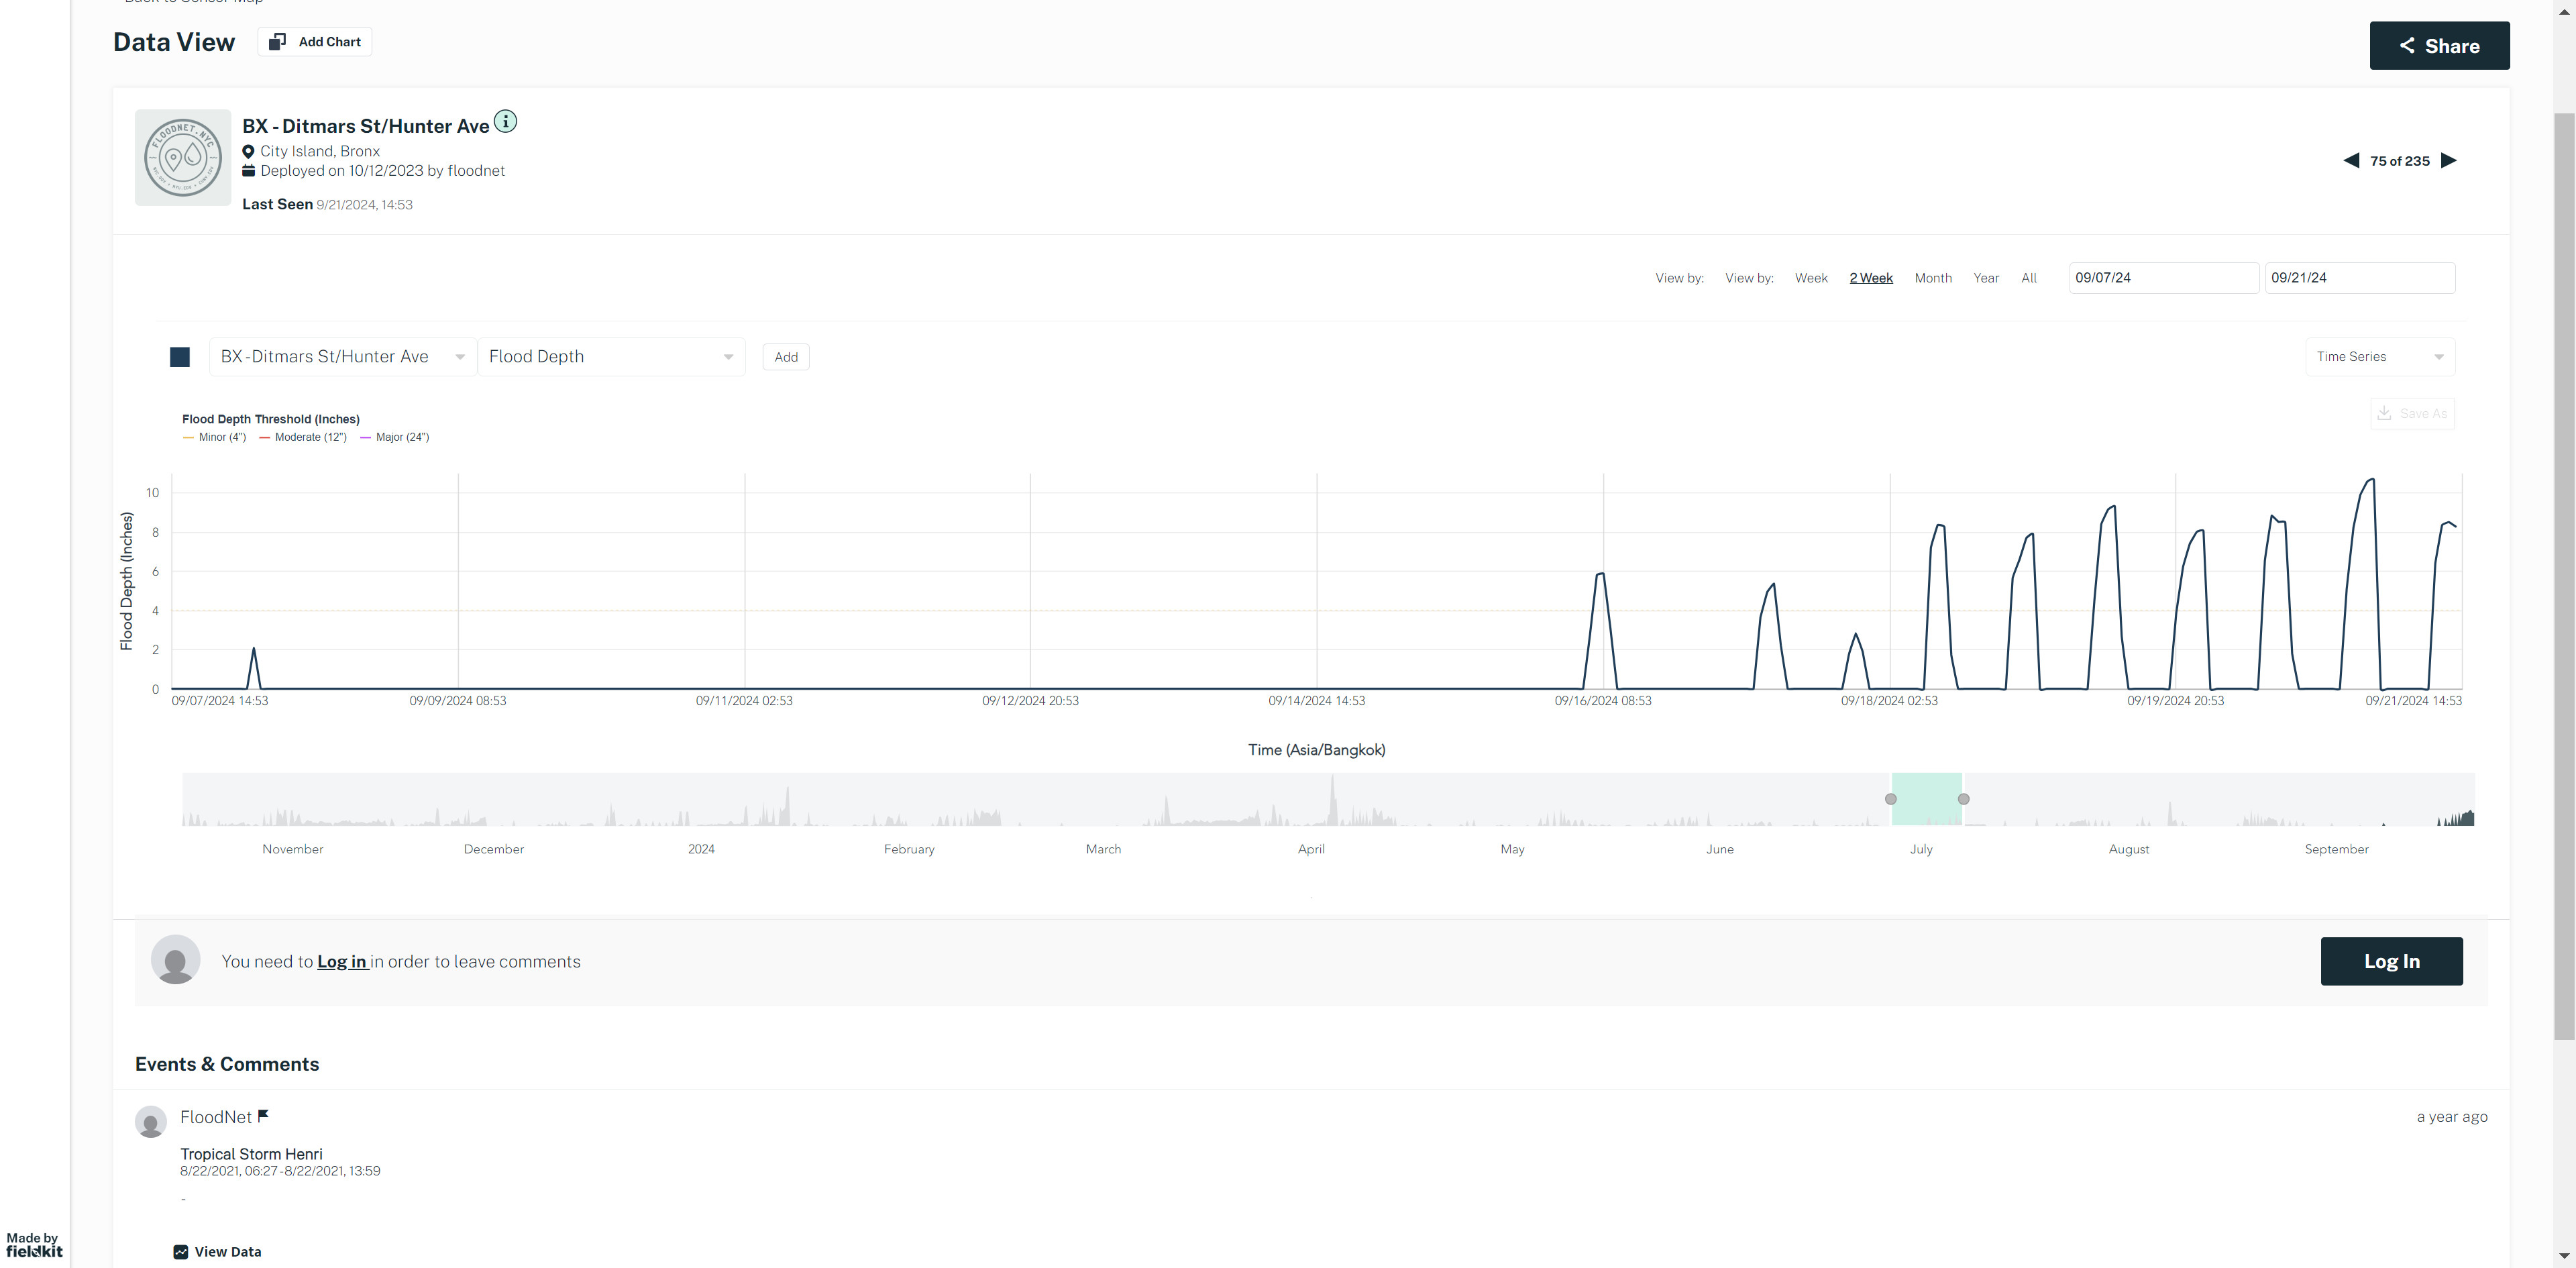 Back to Sensor Map
Data View
Add Chart
Share
FLOODNET.NYC
BX - Ditmars St/Hunter Ave
i
City Island, Bronx
Deployed on 10/12/2023 by floodnet
Last Seen 9/21/2024, 14:53
75 of 235
View by: View by: Week 2 Week Month Year All 09/07/24 09/21/24
BX - Ditmars St/Hunter Ave Flood Depth Add Time Series
Save As
Flood Depth Threshold (Inches)
Minor (4") Moderate (12") Major (24")
Flood Depth (Inches)
10
8
6
4
2
0
09/07/2024 14:53 09/09/2024 08:53 09/11/2024 02:53 09/12/2024 20:53 09/14/2024 14:53 09/16/2024 08:53 09/18/2024 02:53 09/19/2024 20:53 09/21/2024 14:53
Time (Asia/Bangkok)
November December 2024 February March April May June July August September
You need to Log in in order to leave comments
Log In
Events & Comments
FloodNet
a year ago
Tropical Storm Henri
8/22/2021, 06:27 - 8/22/2021, 13:59
-
View Data
Made by
fieldkit